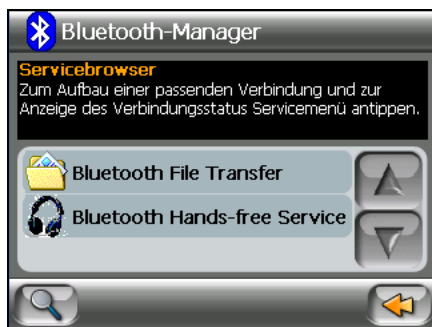 Bluetooth-Manager
Servicebrowser
Zum Aufbau einer passenden Verbindung und zur
Anzeige des Verbindungsstatus Servicemenü antippen.
Bluetooth File Transfer
Bluetooth Hands-free Service